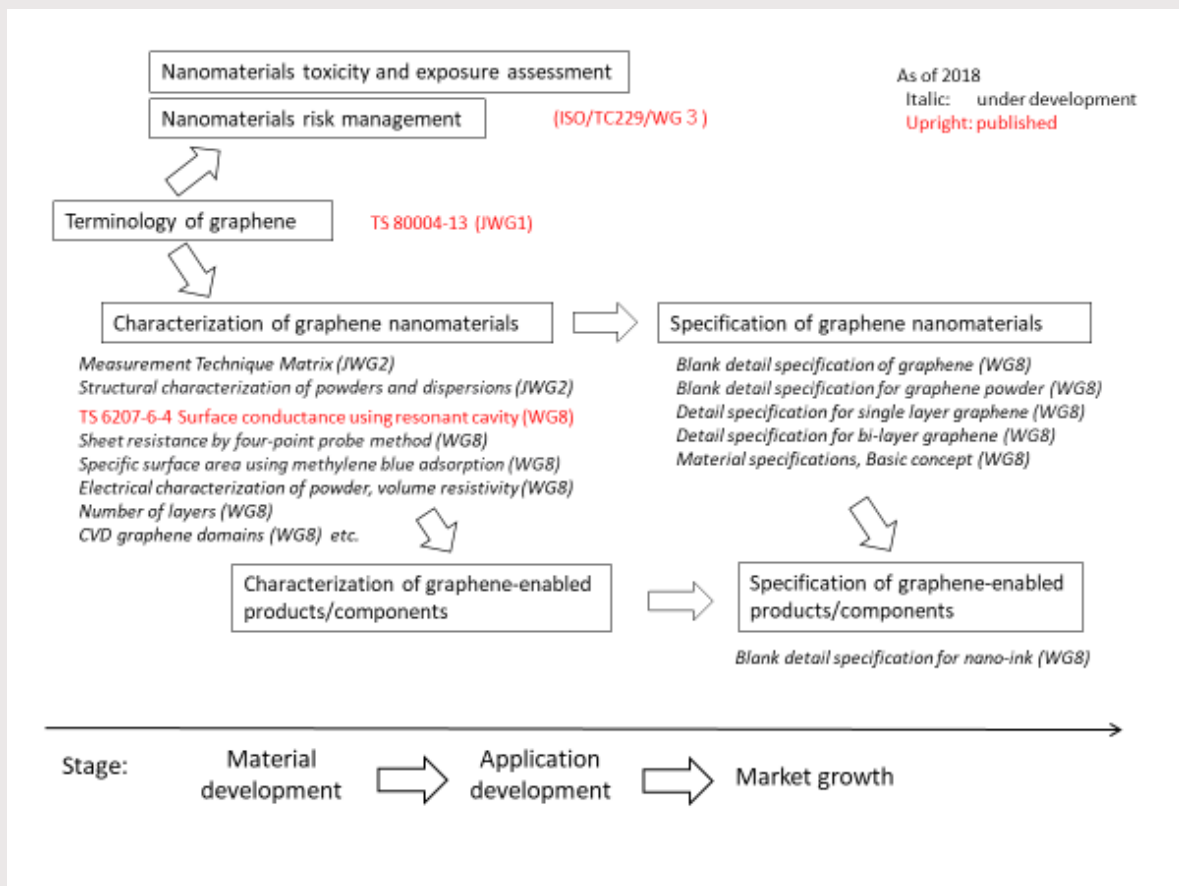 Nanomaterials toxicity and exposure assessment
Nanomaterials risk management
(ISO/TC229/WG 3 )
As of 2018
Italic: under development
Upright: published
Terminology of graphene
TS 80004-13 (JWG1)
Characterization of graphene nanomaterials
Measurement Technique Matrix (JWG2)
Structural characterization of powders and dispersions (JWG2)
TS 6207-6-4 Surface conductance using resonant cavity (WG8)
Sheet resistance by four-point probe method (WG8)
Specific surface area using methylene blue adsorption (WG8)
Electrical characterization of powder, volume resistivity (WG8)
Number of layers (WG8)
CVD graphene domains (WG8) etc.
Specification of graphene nanomaterials
Blank detail specification of graphene (WG8)
Blank detail specification for graphene powder (WG8)
Detail specification for single layer graphene (WG8)
Detail specification for bi-layer graphene (WG8)
Material specifications, Basic concept (WG8)
Characterization of graphene-enabled
products/components
Specification of graphene-enabled
products/components
Blank detail specification for nano-ink (WG8)
Stage:
Material
development
Application
development
Market growth